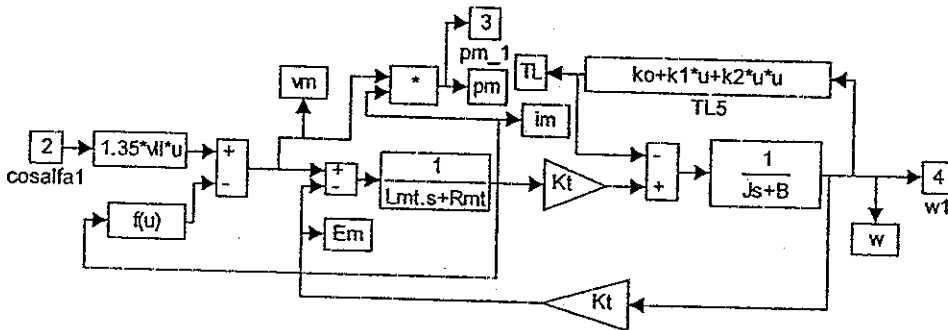 3
pm_1
TL
ko+k1*u+k2*u*u
TL5
vm
*
pm
im
2
cosalfa1
1.35*vll*u
+
-
+
-
1
Lmt.s+Rmt
Kt
-
+
1
Js+B
4
w1
f(u)
Em
w
Kt